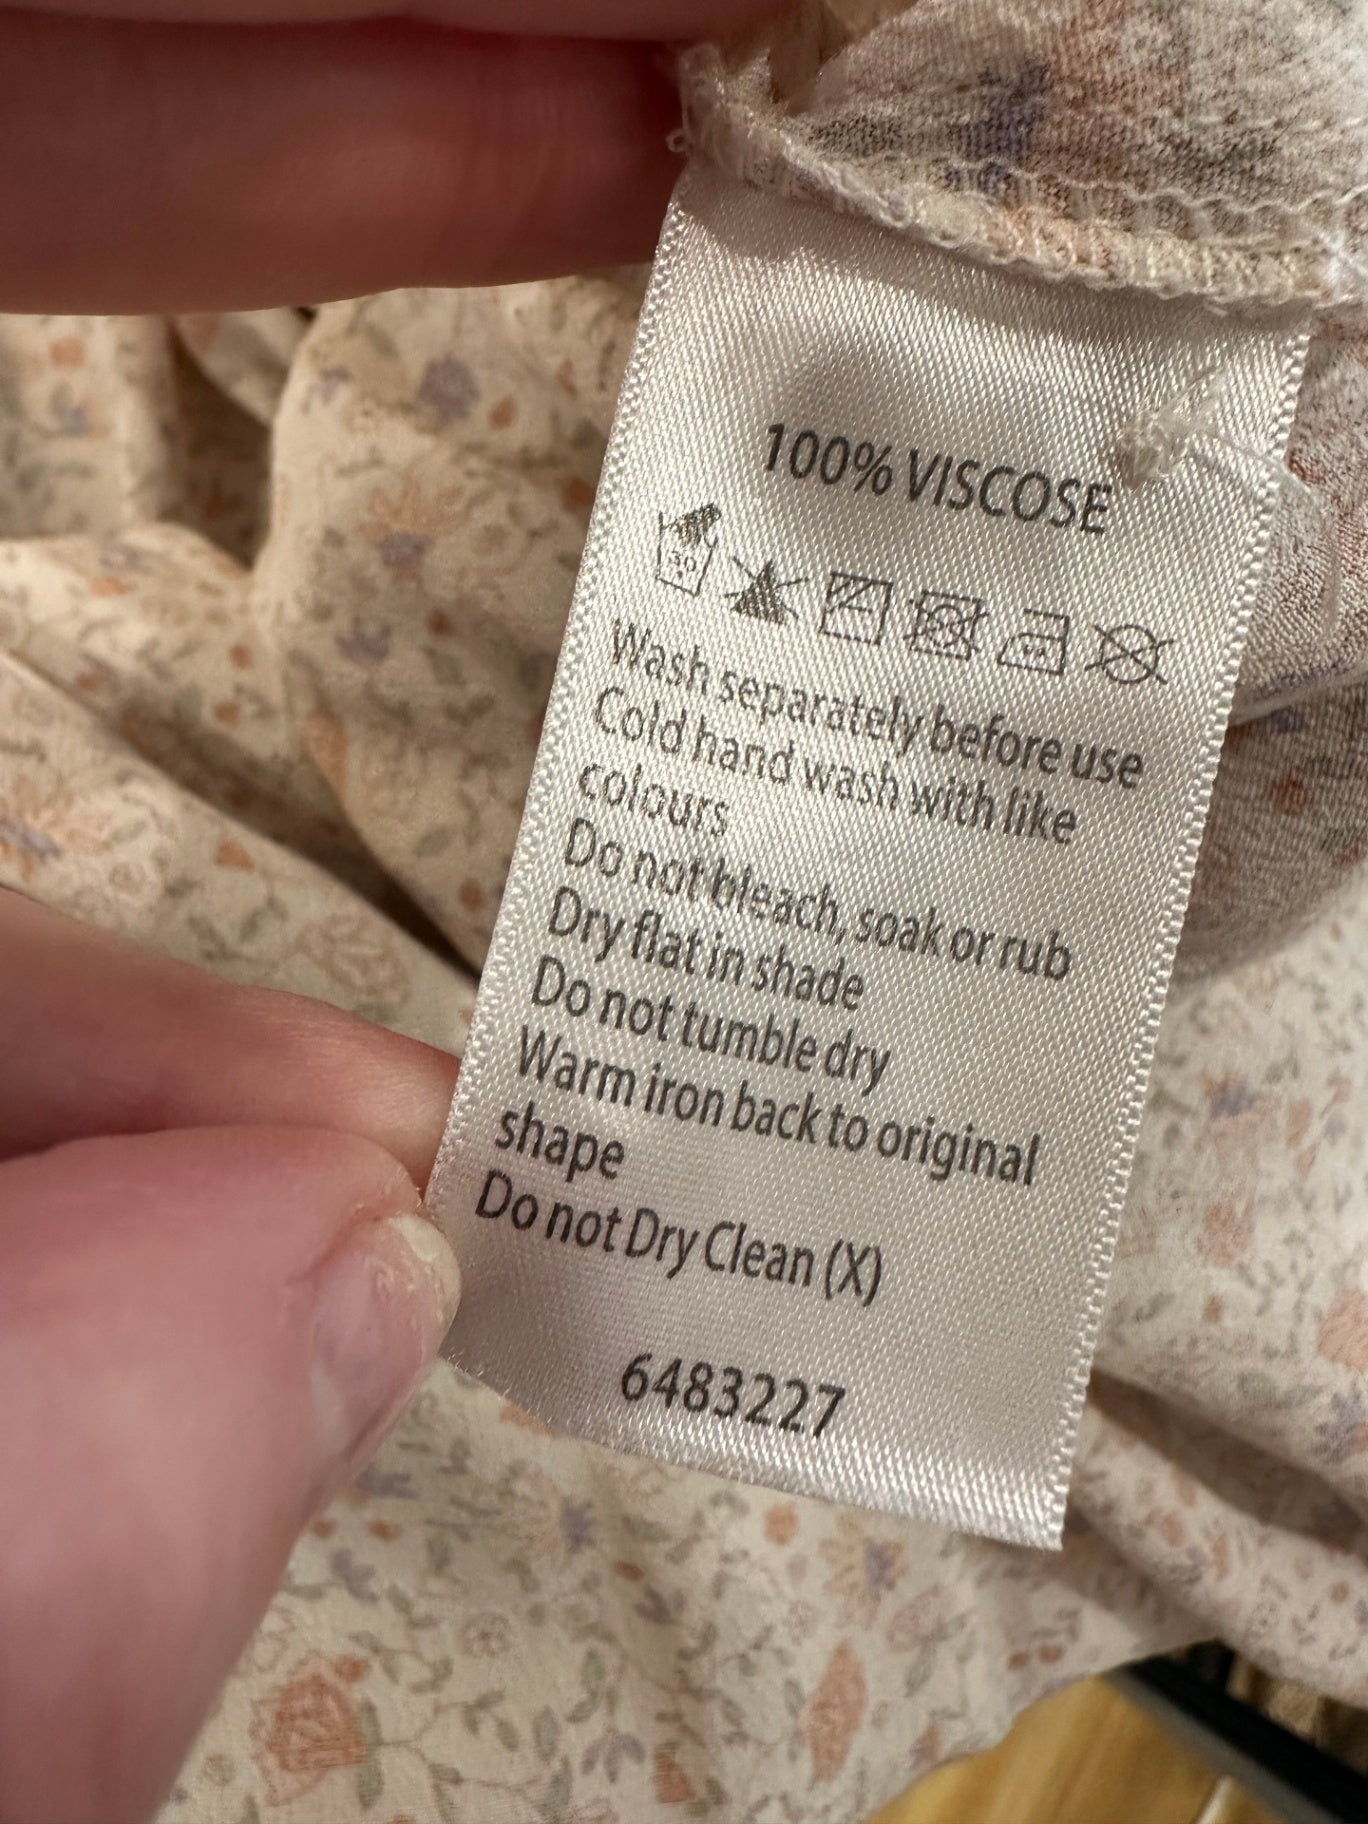 100% VISCOSE
30
Wash separately before use
Cold hand wash with like
colours
Do not bleach, soak or rub
Dry flat in shade
Do not tumble dry
Warm iron back to original
shape
Do not Dry Clean (X)
6483227